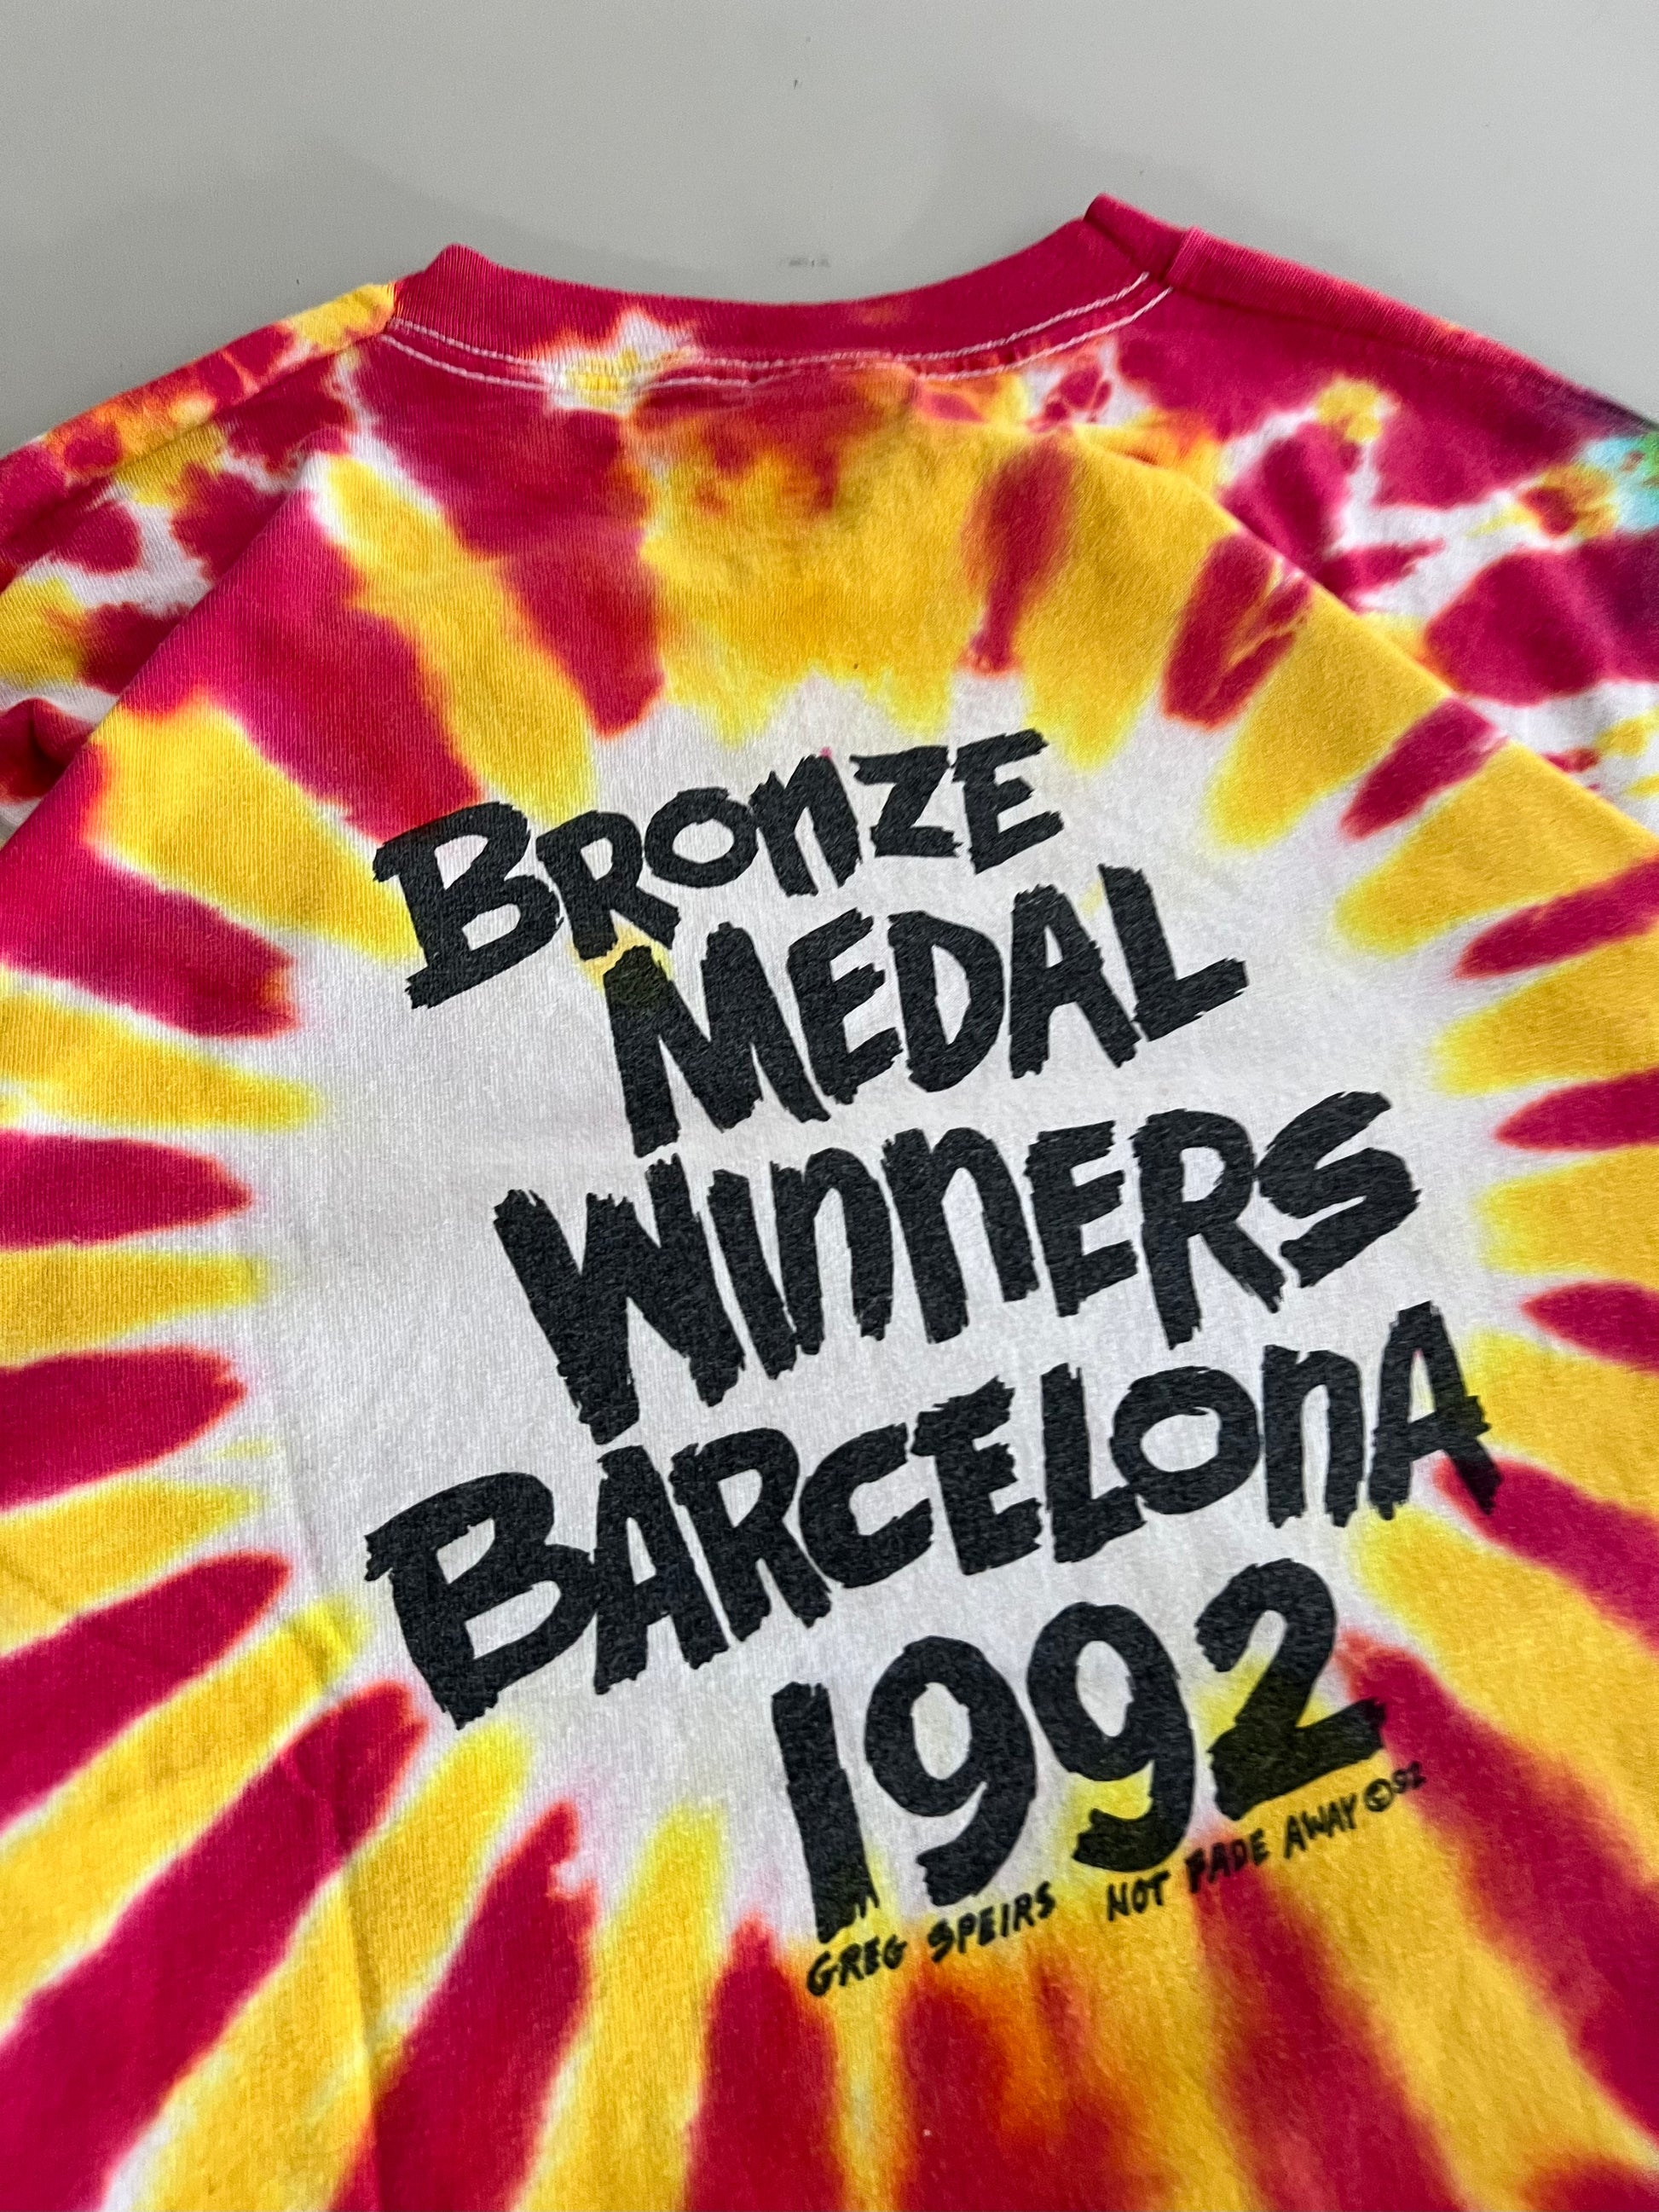 BRONZE
MEDAL
WINNERS
BARCELONA
1992
GREG SPEIRS NOT FADE AWAY ©92